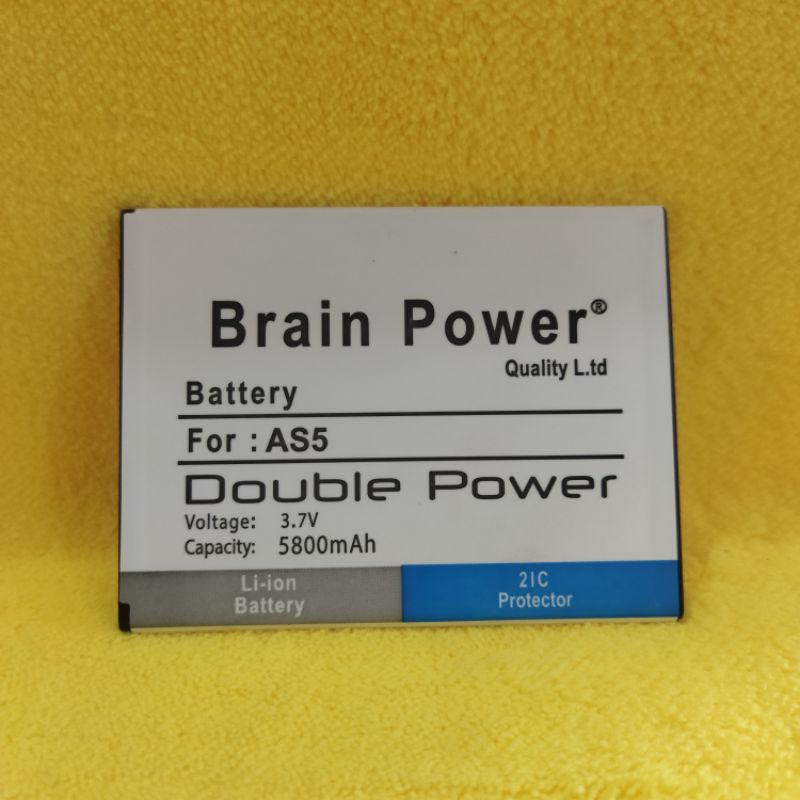 Brain Power®
Quality L.td
Battery
For : AS5
Double Power
Voltage: 3.7V
Capacity: 5800mAh
Li-ion
Battery
2IC
Protector